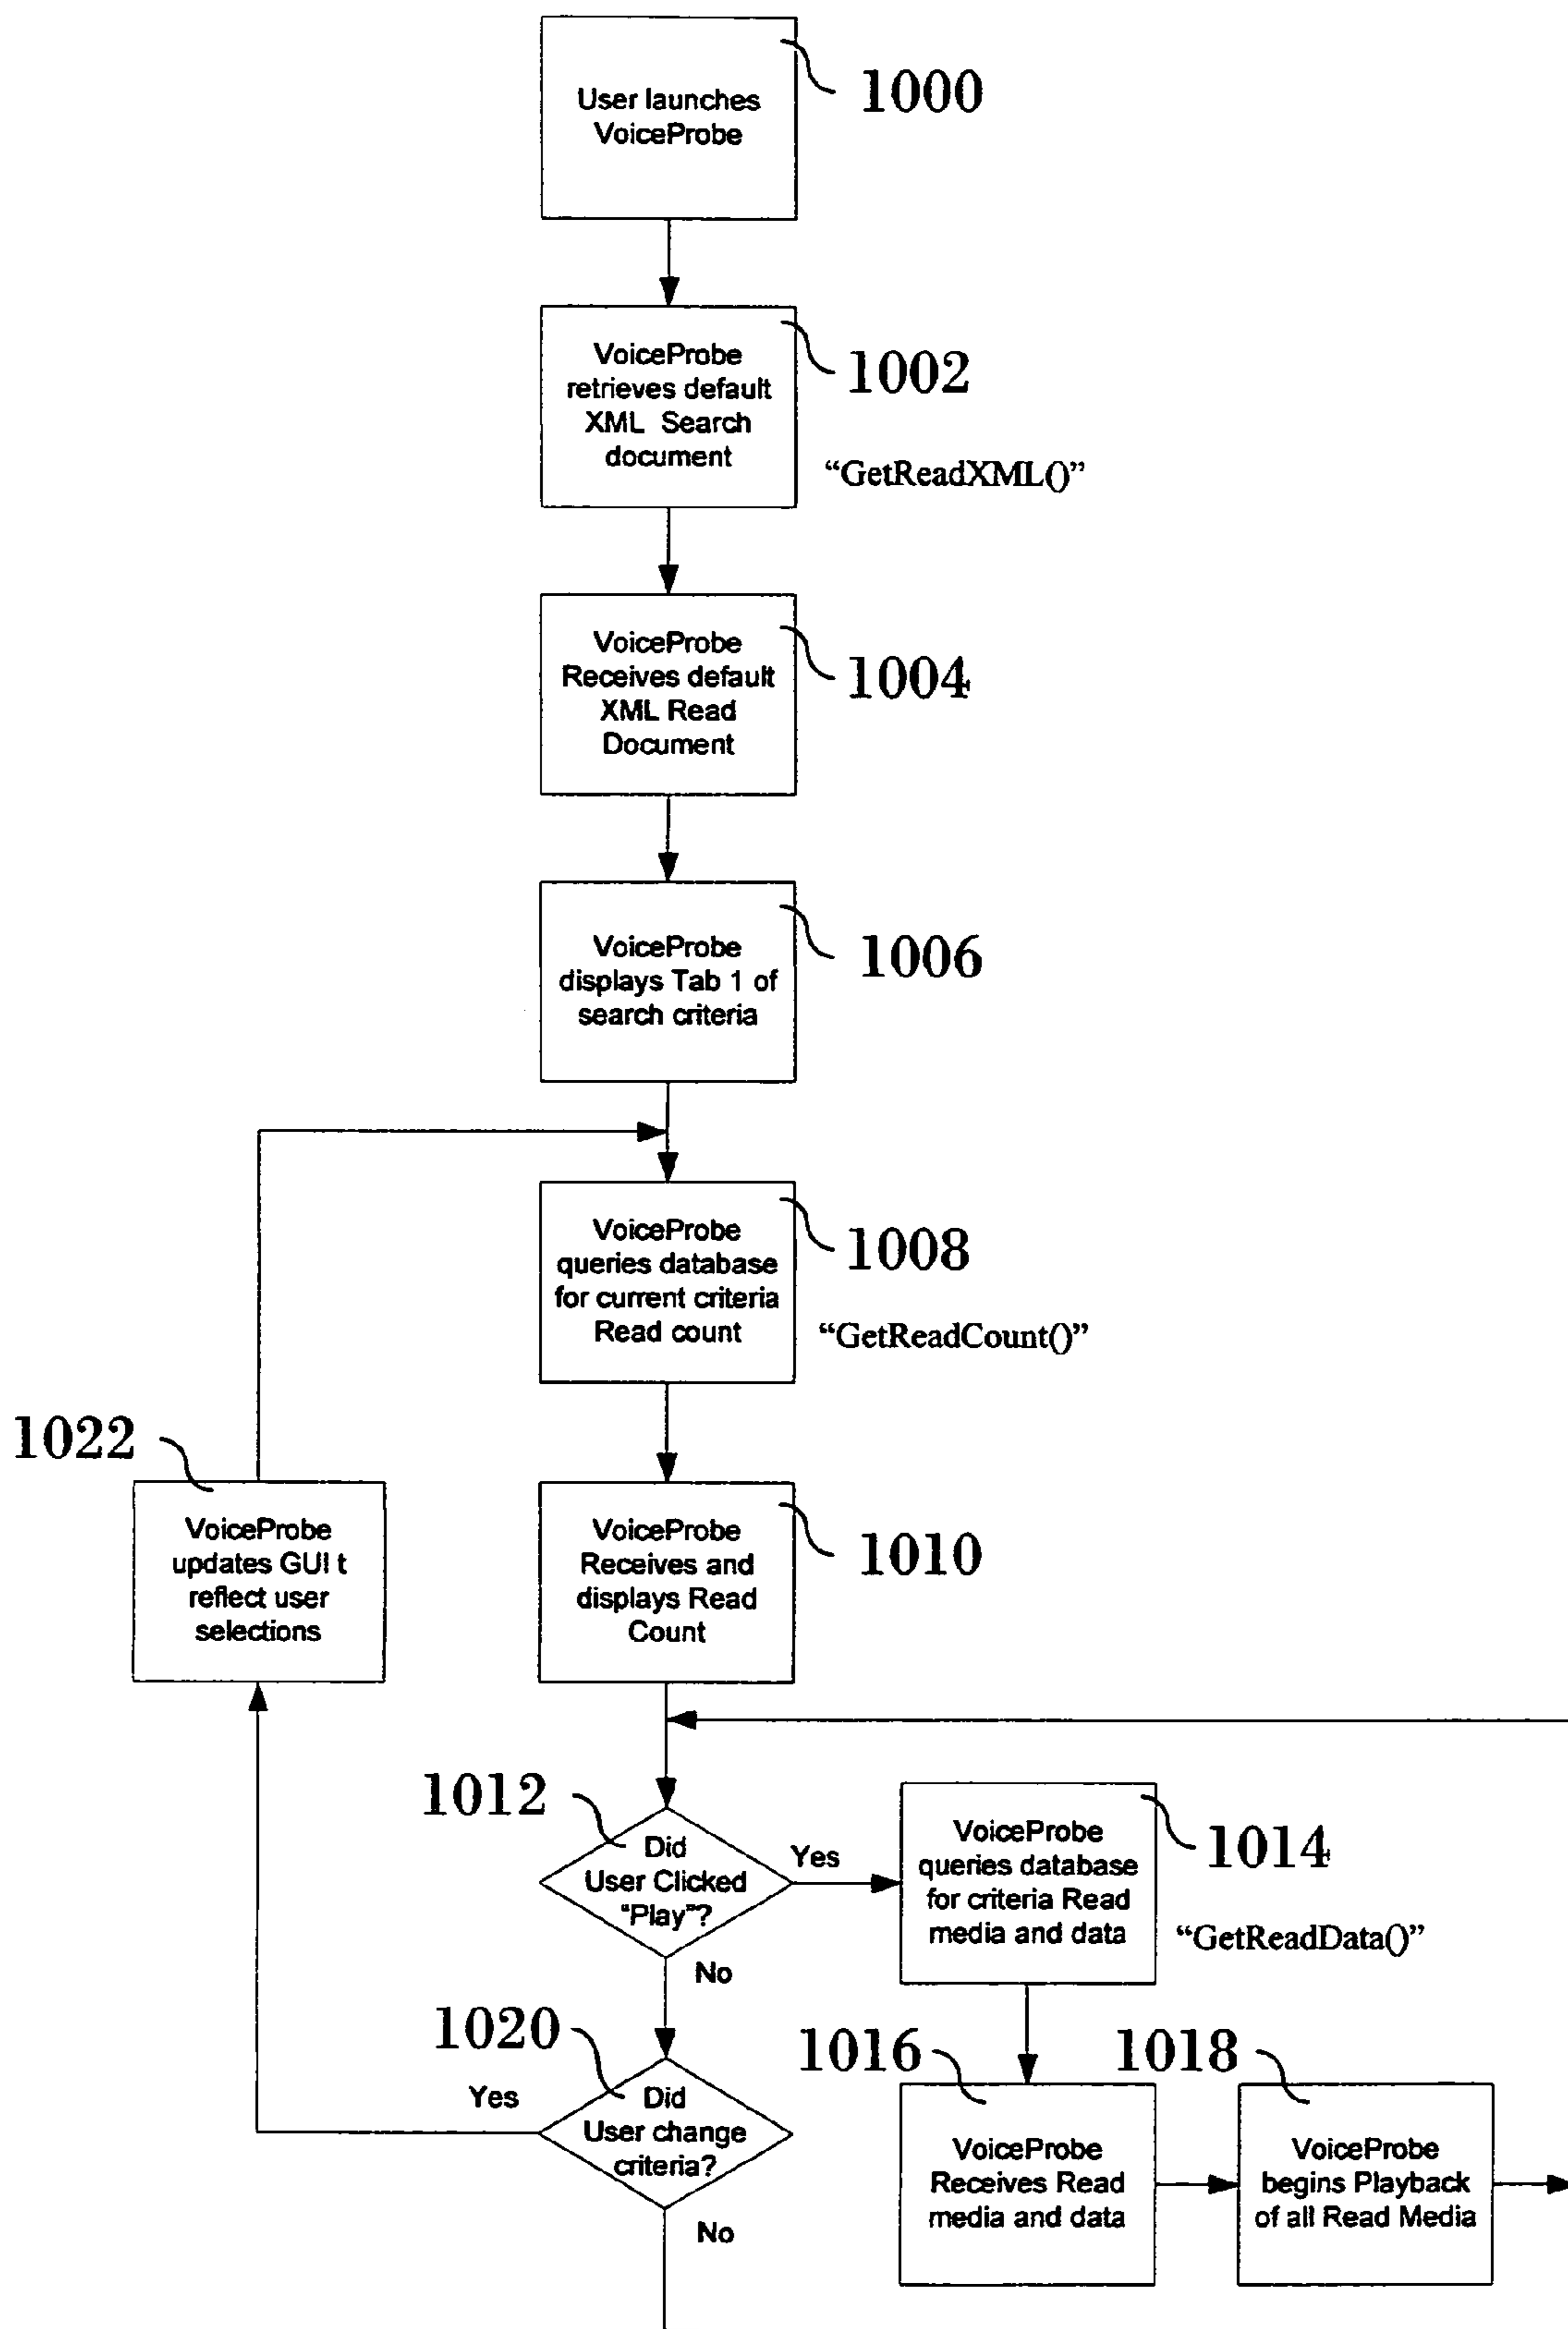 User launches
VoiceProbe
1000
VoiceProbe
retrieves default
XML Search
document
1002
“GetReadXML()”
VoiceProbe
Receives default
XML Read
Document
1004
VoiceProbe
displays Tab 1 of
search criteria
1006
VoiceProbe
queries database
for current criteria
Read count
1008
“GetReadCount()”
1022
VoiceProbe
updates GUI t
reflect user
selections
VoiceProbe
Receives and
displays Read
Count
1010
1012
Did
User Clicked
“Play”?
Yes
No
VoiceProbe
queries database
for criteria Read
media and data
1014
“GetReadData()”
1020
Did
User change
criteria?
Yes
No
1016
VoiceProbe
Receives Read
media and data
1018
VoiceProbe
begins Playback
of all Read Media